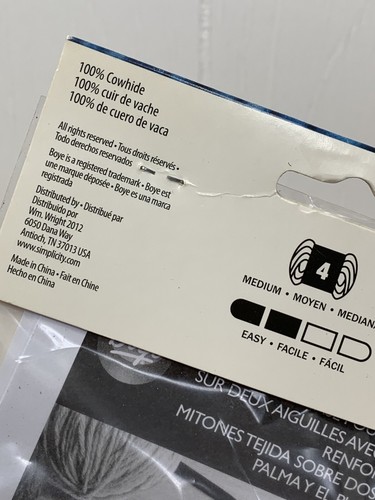 100% Cowhide
100% cuir de vache
100% de cuero de vaca
All rights reserved • Tous droits réservés •
Todo derechos reservados
Boye is a registered trademark • Boye est
une marque déposée • Boye es una marca
registrada
Distributed by • Distribué par
Distribuido por
Wm. Wright 2012
6050 Dana Way
Antioch, TN 37013 USA
www.simplicity.com
Made in China • Fait en Chine
Hecho en China
4
MEDIUM • MOYEN • MEDIANA
EASY • FACILE • FÁCIL
SUR DEUX AIGUILLES AVE
RENFO
MITONES TEJIDA SOBRE DOS
PALMA Y EL